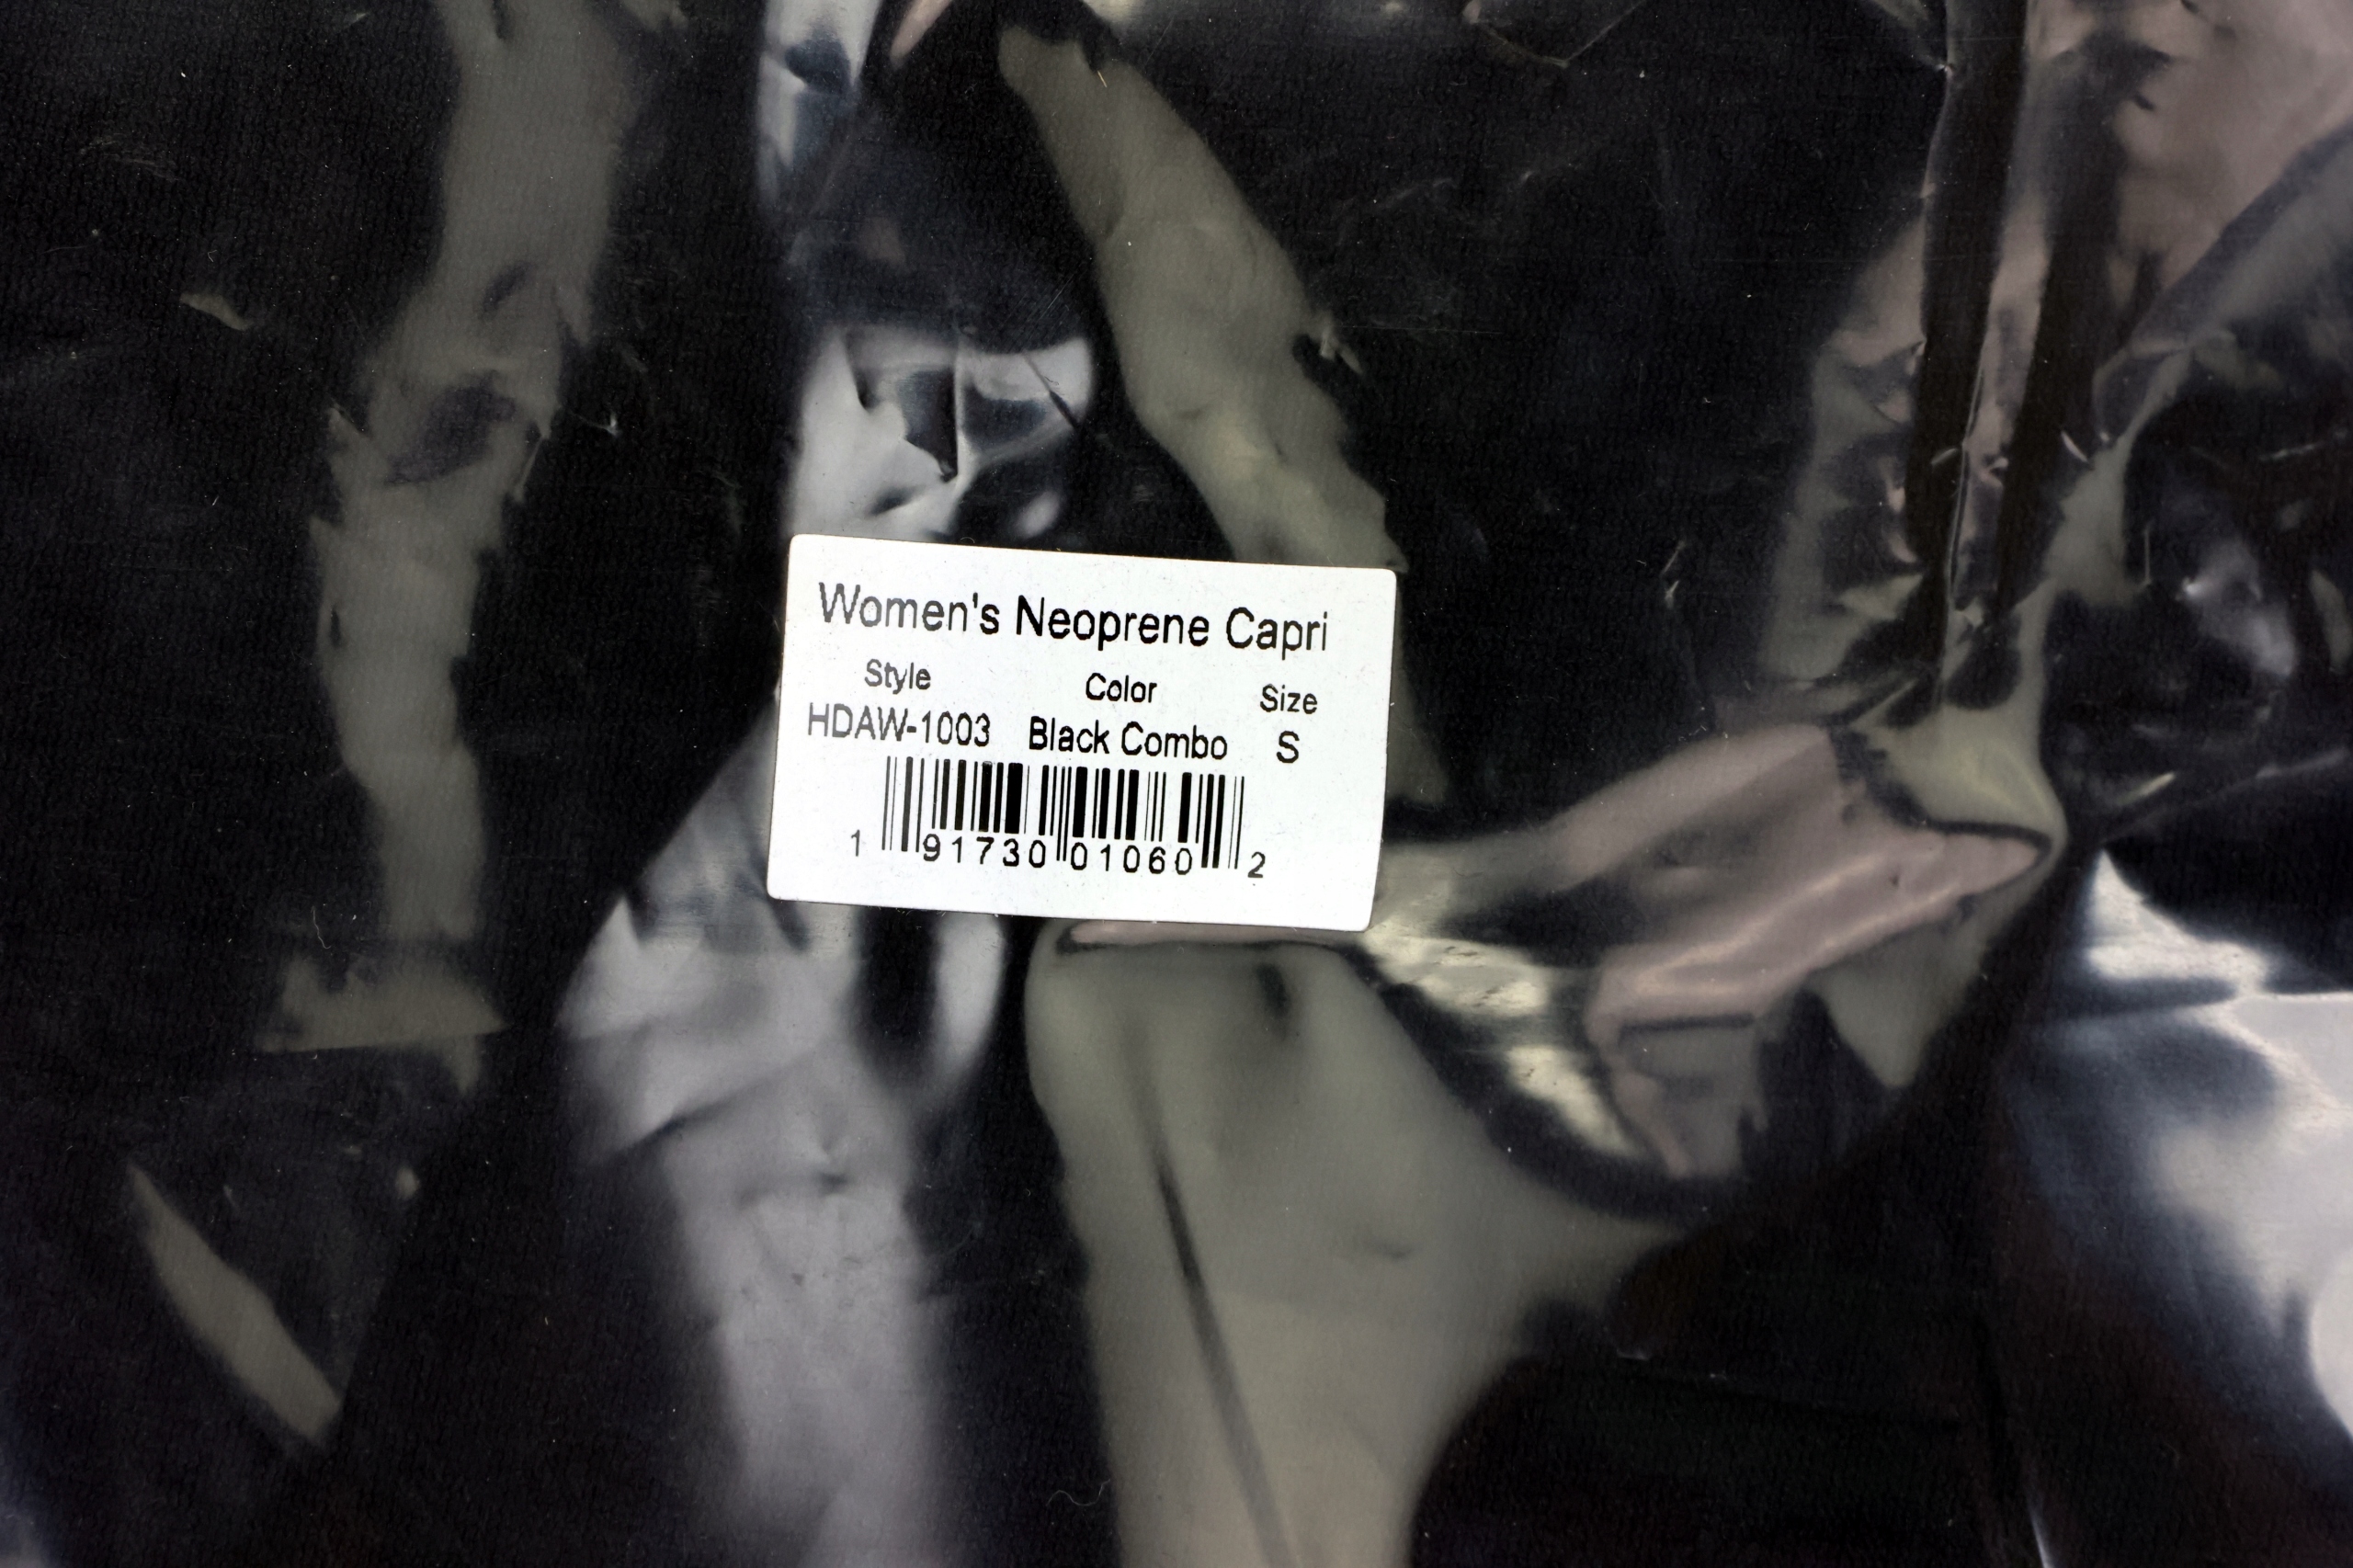 Women's Neoprene Capri
Style Color Size
HDAW-1003 Black Combo S
1 91730 01060 2